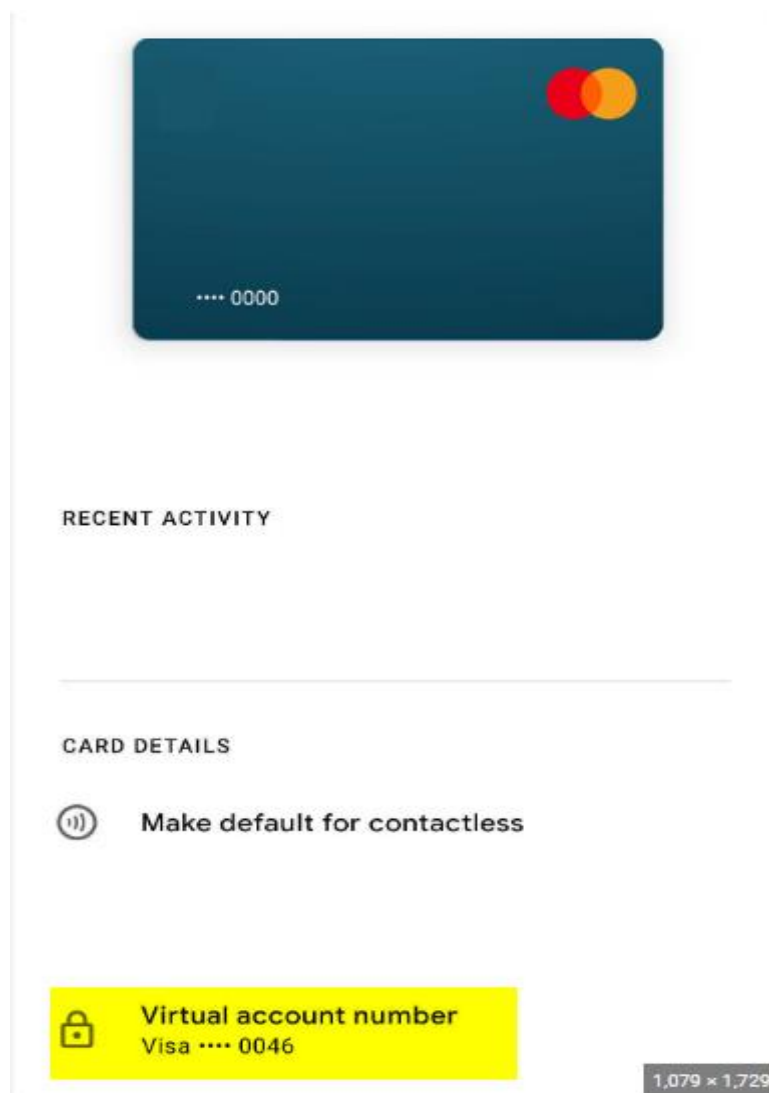 •••• 0000
RECENT ACTIVITY
CARD DETAILS
Make default for contactless
Virtual account number
Visa •••• 0046
1,079 × 1,729